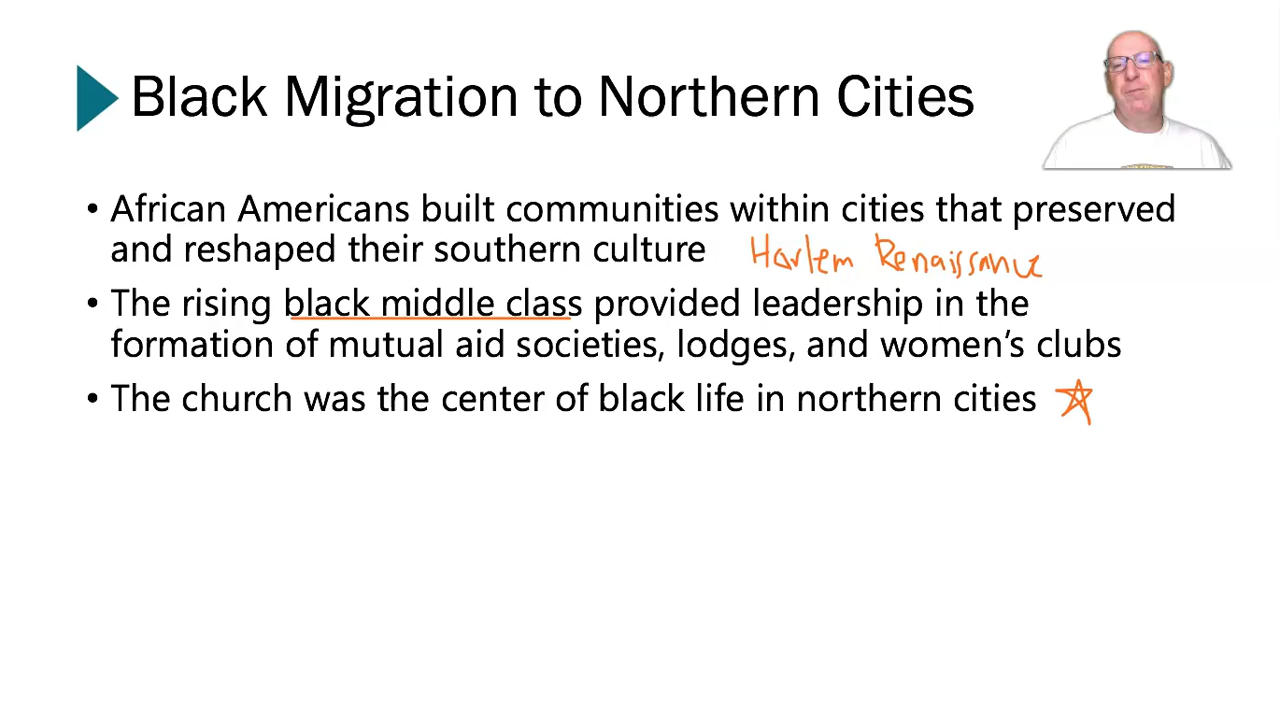 Black Migration to Northern Cities
• African Americans built communities within cities that preserved
and reshaped their southern culture Harlem Renaissance
• The rising black middle class provided leadership in the
formation of mutual aid societies, lodges, and women's clubs
• The church was the center of black life in northern cities